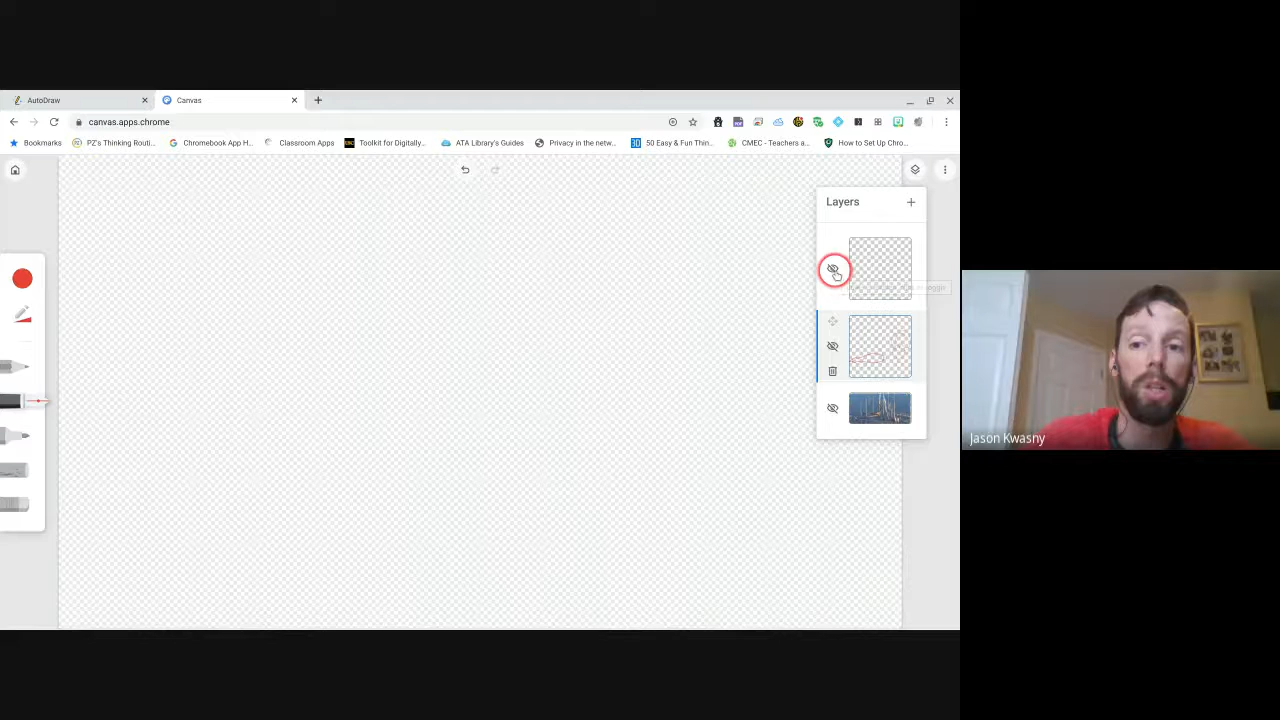 AutoDraw
Canvas
canvas.apps.chrome
Bookmarks PZ's Thinking Routi... Chromebook App H... Classroom Apps Toolkit for Digitally... ATA Library's Guides Privacy in the netw... 50 Easy & Fun Thin... CMEC - Teachers a... How to Set Up Chro...
Layers
Jason Kwasny